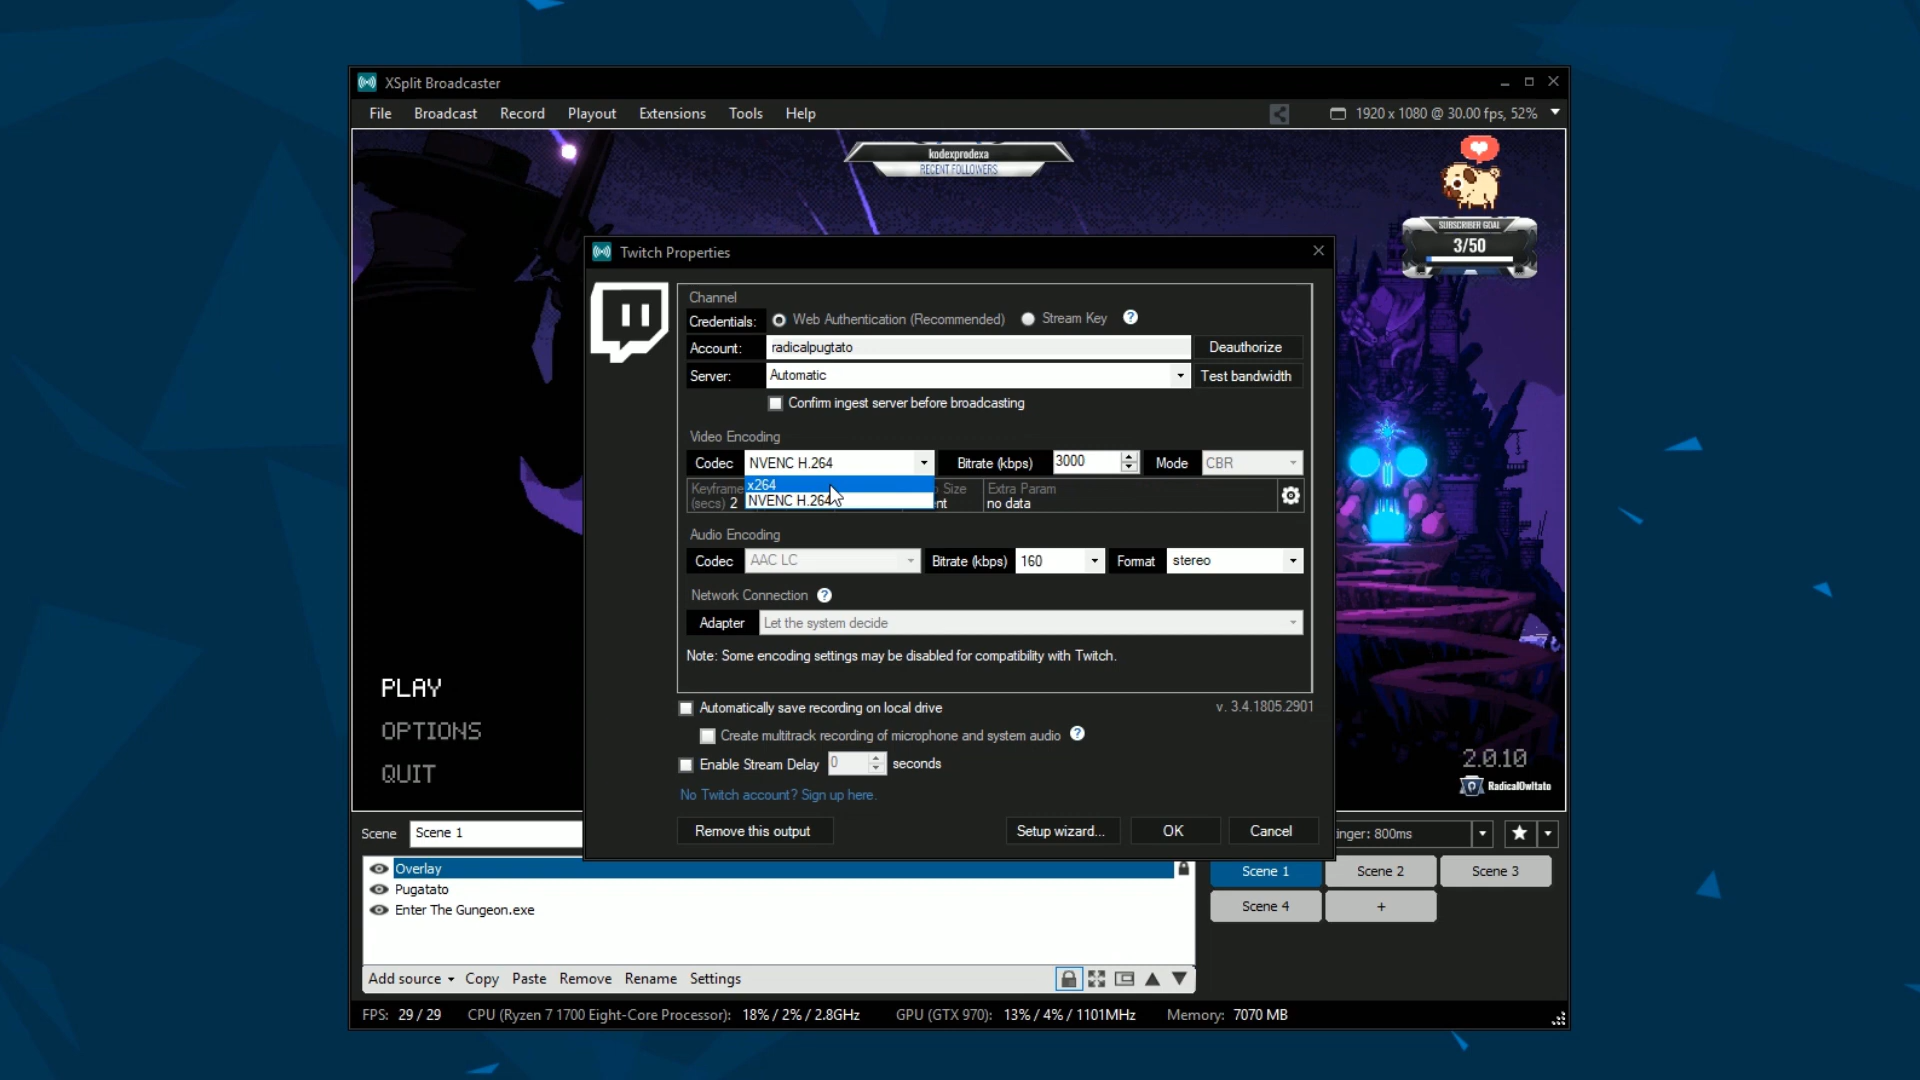 XSplit Broadcaster
File Broadcast Record Playout Extensions Tools Help
1920 x 1080 @ 30.00 fps, 52%
kodexprodexa
RECENT FOLLOWERS
SUBSCRIBER GOAL
3/50
Twitch Properties
Channel
Credentials: Web Authentication (Recommended) Stream Key ?
Account: radicalpugtato Deauthorize
Server: Automatic Test bandwidth
Confirm ingest server before broadcasting
Video Encoding
Codec NVENC H.264 Bitrate (kbps) 3000 Mode CBR
x264
NVENC H.264
Keyframe Size Extra Param
(secs) 2 no data
Audio Encoding
Codec AAC LC Bitrate (kbps) 160 Format stereo
Network Connection ?
Adapter Let the system decide
Note: Some encoding settings may be disabled for compatibility with Twitch.
Automatically save recording on local drive v. 3.4.1805.2901
Create multitrack recording of microphone and system audio ?
Enable Stream Delay 0 seconds
No Twitch account? Sign up here.
Remove this output Setup wizard... OK Cancel
PLAY
OPTIONS
QUIT
2.0.10
RadicalOwltato
Scene Scene 1 inger: 800ms
Overlay
Pugatato
Enter The Gungeon.exe
Scene 1 Scene 2 Scene 3
Scene 4 +
Add source Copy Paste Remove Rename Settings
FPS: 29 / 29 CPU (Ryzen 7 1700 Eight-Core Processor): 18% / 2% / 2.8GHz GPU (GTX 970): 13% / 4% / 1101MHz Memory: 7070 MB